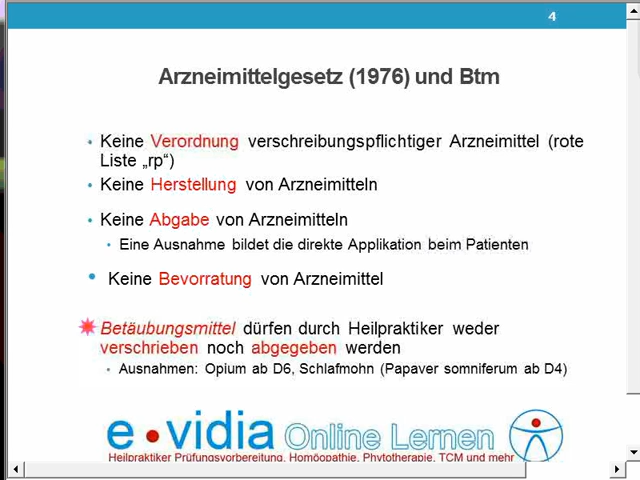 4
Arzneimittelgesetz (1976) und Btm
• Keine Verordnung verschreibungspflichtiger Arzneimittel (rote
Liste „rp“)
• Keine Herstellung von Arzneimitteln
• Keine Abgabe von Arzneimitteln
• Eine Ausnahme bildet die direkte Applikation beim Patienten
• Keine Bevorratung von Arzneimittel
Betäubungsmittel dürfen durch Heilpraktiker weder
verschrieben noch abgegeben werden
• Ausnahmen: Opium ab D6, Schlafmohn (Papaver somniferum ab D4)
e•vidia Online Lernen
Heilpraktiker Prüfungsvorbereitung, Homöopathie, Phytotherapie, TCM und mehr